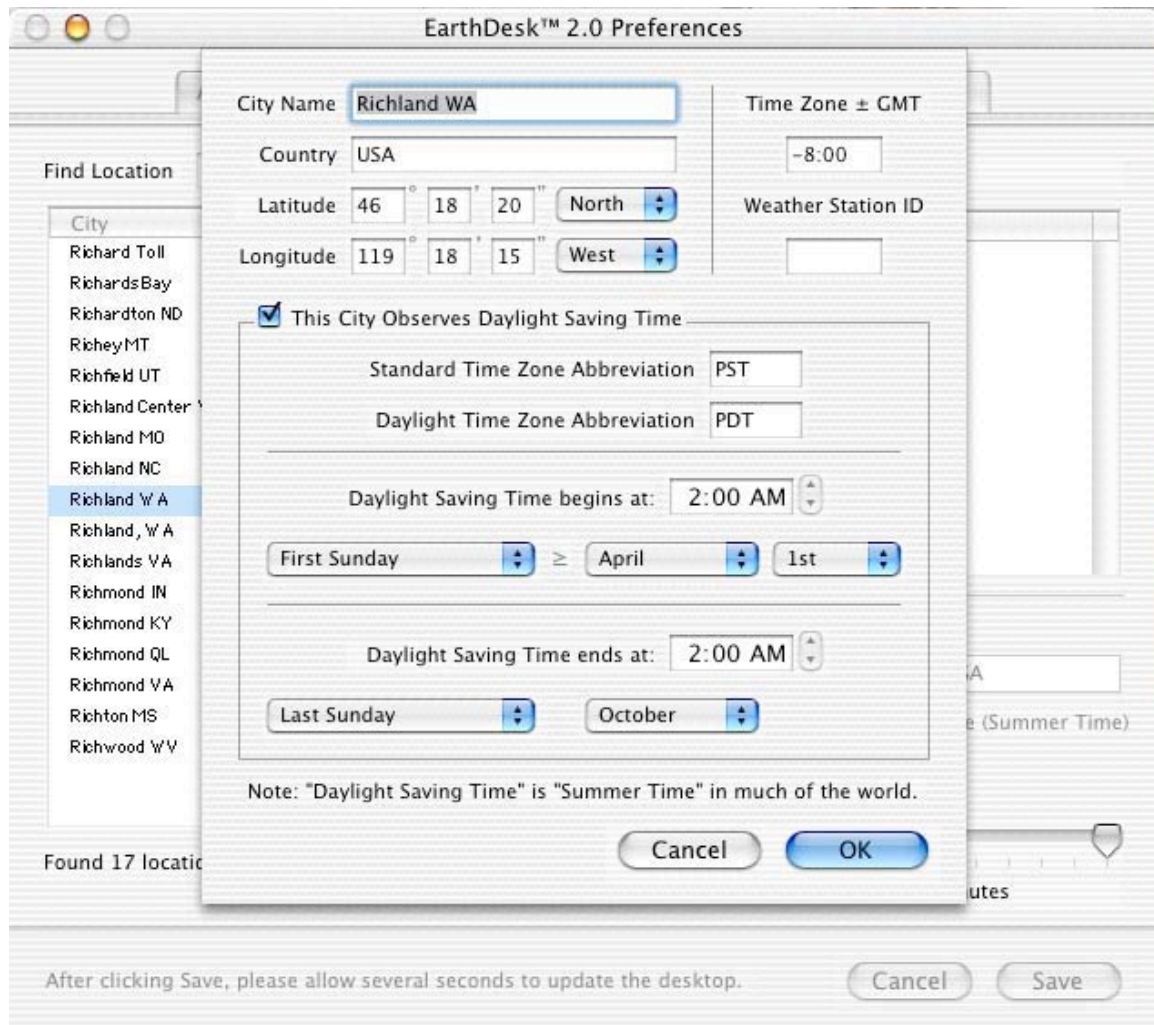 EarthDesk™ 2.0 Preferences
City Name Richland WA
Time Zone ± GMT
Country USA
-8:00
Find Location
Latitude 46 ° 18 ' 20 " North
Weather Station ID
Longitude 119 ° 18 ' 15 " West
City
Richard Toll
Richards Bay
Richardton ND
Richey MT
Richfield UT
Richland Center
Richland MO
Richland NC
Richland WA
Richland, WA
Richlands VA
Richmond IN
Richmond KY
Richmond QL
Richmond VA
Richton MS
Richwood WV
This City Observes Daylight Saving Time
Standard Time Zone Abbreviation PST
Daylight Time Zone Abbreviation PDT
Daylight Saving Time begins at: 2:00 AM
First Sunday ≥ April 1st
Daylight Saving Time ends at: 2:00 AM
Last Sunday October
(Summer Time)
Note: "Daylight Saving Time" is "Summer Time" in much of the world.
Cancel OK
Found 17
After clicking Save, please allow several seconds to update the desktop.
Cancel Save